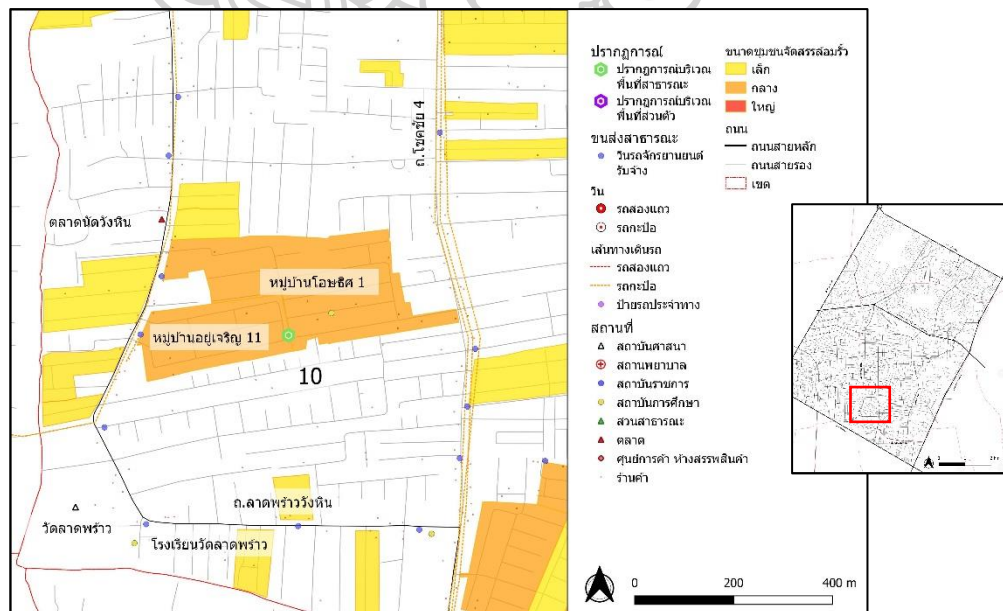 ถ.โชคชัย 4
ตลาดนัดวังหิน
หมู่บ้านโอษธิศ 1
หมู่บ้านอยู่เจริญ 11
10
ถ.ลาดพร้าววังหิน
วัดลาดพร้าว
โรงเรียนวัดลาดพร้าว
ปรากฏการณ์
ปรากฏการณ์บริเวณ
พื้นที่สาธารณะ
ปรากฏการณ์บริเวณ
พื้นที่ส่วนตัว
ขนส่งสาธารณะ
วินรถจักรยานยนต์
รับจ้าง
วิน
รถสองแถว
รถกะป๊อ
เส้นทางเดินรถ
รถสองแถว
รถกะป๊อ
ป้ายรถประจำทาง
สถานที่
สถาบันศาสนา
สถานพยาบาล
สถาบันราชการ
สถาบันการศึกษา
สวนสาธารณะ
ตลาด
ศูนย์การค้า ห้างสรรพสินค้า
ร้านค้า
ขนาดชุมชนจัดสรรล้อมรั้ว
เล็ก
กลาง
ใหญ่
ถนน
ถนนสายหลัก
ถนนสายรอง
เขต
0 200 400 m